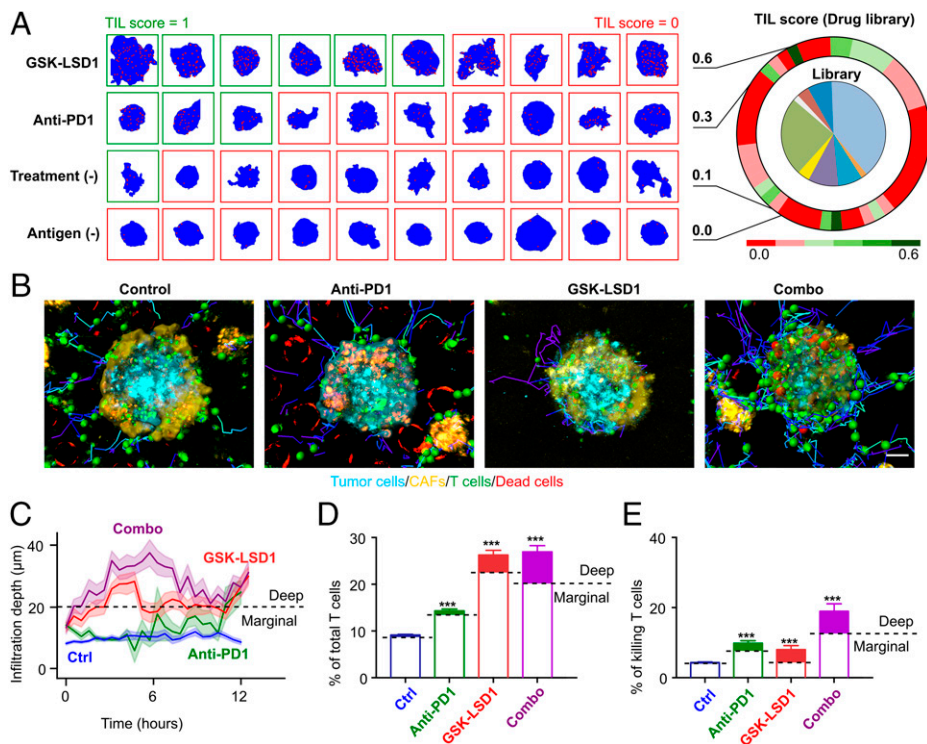 A
TIL score = 1
TIL score = 0
TIL score (Drug library)
GSK-LSD1
Anti-PD1
Treatment (-)
Antigen (-)
0.6
0.3
0.1
0.0
Library
0.0
0.6
B
Control
Anti-PD1
GSK-LSD1
Combo
Tumor cells/CAFs/T cells/Dead cells
C
Infiltration depth (μm)
40
20
0
Combo
GSK-LSD1
Deep
Marginal
Ctrl
Anti-PD1
0
6
12
Time (hours)
D
% of total T cells
30
20
10
0
***
***
***
Deep
Marginal
Ctrl
Anti-PD1
GSK-LSD1
Combo
E
% of killing T cells
40
20
0
***
***
***
Deep
Marginal
Ctrl
Anti-PD1
GSK-LSD1
Combo